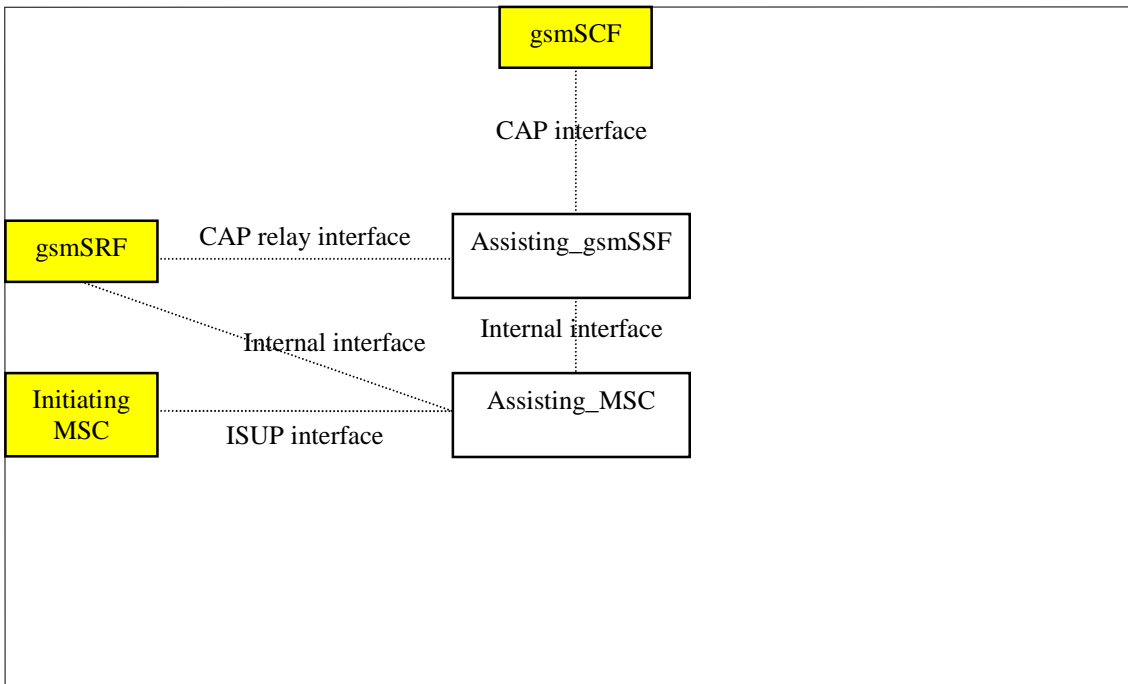 gsmSCF
CAP interface
CAP relay interface
gsmSRF
Assisting_gsmSSF
Internal interface
Internal interface
Initiating
MSC
Assisting_MSC
ISUP interface